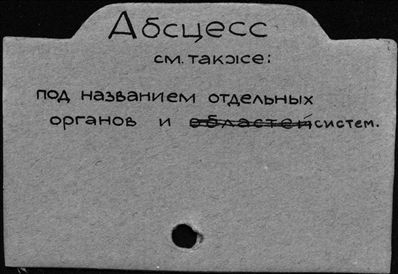 Абсцесс
см. также:
под названием отдельных
органов и областей систем.